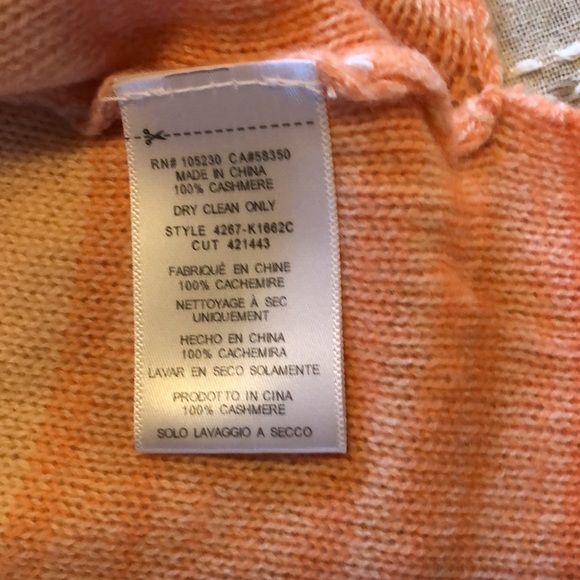 RN# 105230 CA#58350
MADE IN CHINA
100% CASHMERE
DRY CLEAN ONLY
STYLE 4267-K1662C
CUT 421443
FABRIQUÉ EN CHINE
100% CACHEMIRE
NETTOYAGE À SEC
UNIQUEMENT
HECHO EN CHINA
100% CACHEMIRA
LAVAR EN SECO SOLAMENTE
PRODOTTO IN CINA
100% CASHMERE
SOLO LAVAGGIO A SECCO